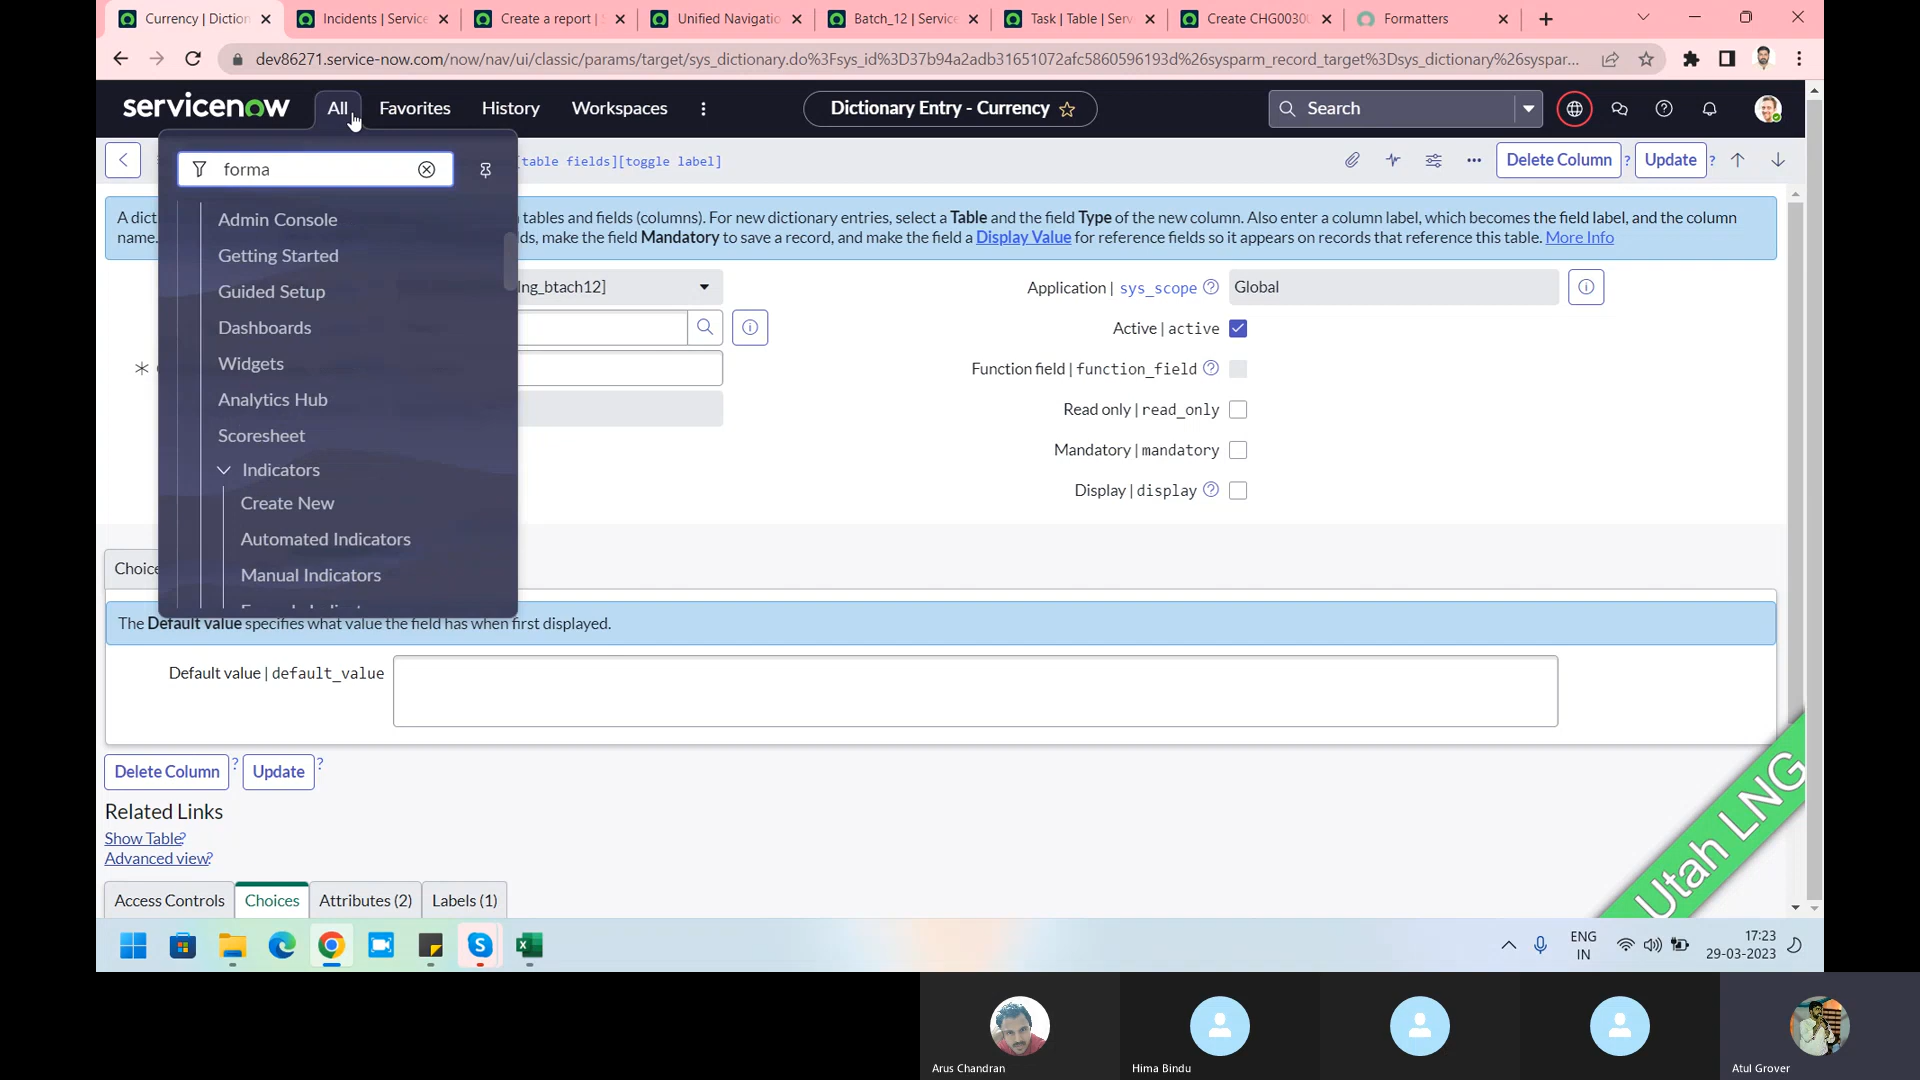 Currency | Diction
Incidents | Service
Create a report | S
Unified Navigatio
Batch_12 | Service
Task | Table | Serv
Create CHG00300
Formatters
dev86271.service-now.com/now/nav/ui/classic/params/target/sys_dictionary.do%3Fsys_id%3D37b94a2adb31651072afc5860596193d%26sysparm_record_target%3Dsys_dictionary%26syspar...
servicenow
All
Favorites
History
Workspaces
Dictionary Entry - Currency
Search
forma
[table fields][toggle label]
Delete Column
?
Update
?
A dict
tables and fields (columns). For new dictionary entries, select a Table and the field Type of the new column. Also enter a column label, which becomes the field label, and the column
name.
ds, make the field Mandatory to save a record, and make the field a Display Value for reference fields so it appears on records that reference this table. More Info
Admin Console
Getting Started
Guided Setup
Dashboards
Widgets
Analytics Hub
Scoresheet
Indicators
Create New
Automated Indicators
Manual Indicators
lng_btach12]
Application | sys_scope
Global
Active | active
Function field | function_field
Read only | read_only
Mandatory | mandatory
Display | display
Choice
The Default value specifies what value the field has when first displayed.
Default value | default_value
Delete Column
?
Update
?
Related Links
Show Table?
Advanced view?
Access Controls
Choices
Attributes (2)
Labels (1)
Utah LNG
ENG
IN
17:23
29-03-2023
Arus Chandran
Hima Bindu
Atul Grover